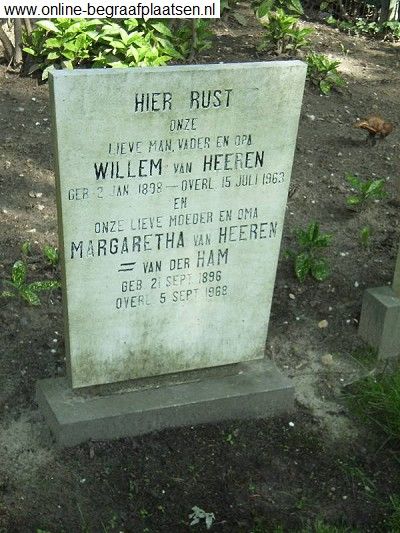 www.online-begraafplaatsen.nl
HIER RUST
ONZE
LIEVE MAN, VADER EN OPA
WILLEM VAN HEEREN
GEB 2 JAN 1898 — OVERL 15 JULI 1963
EN
ONZE LIEVE MOEDER EN OMA
MARGARETHA VAN HEEREN
= VAN DER HAM
GEB 21 SEPT 1896
OVERL 5 SEPT 1968